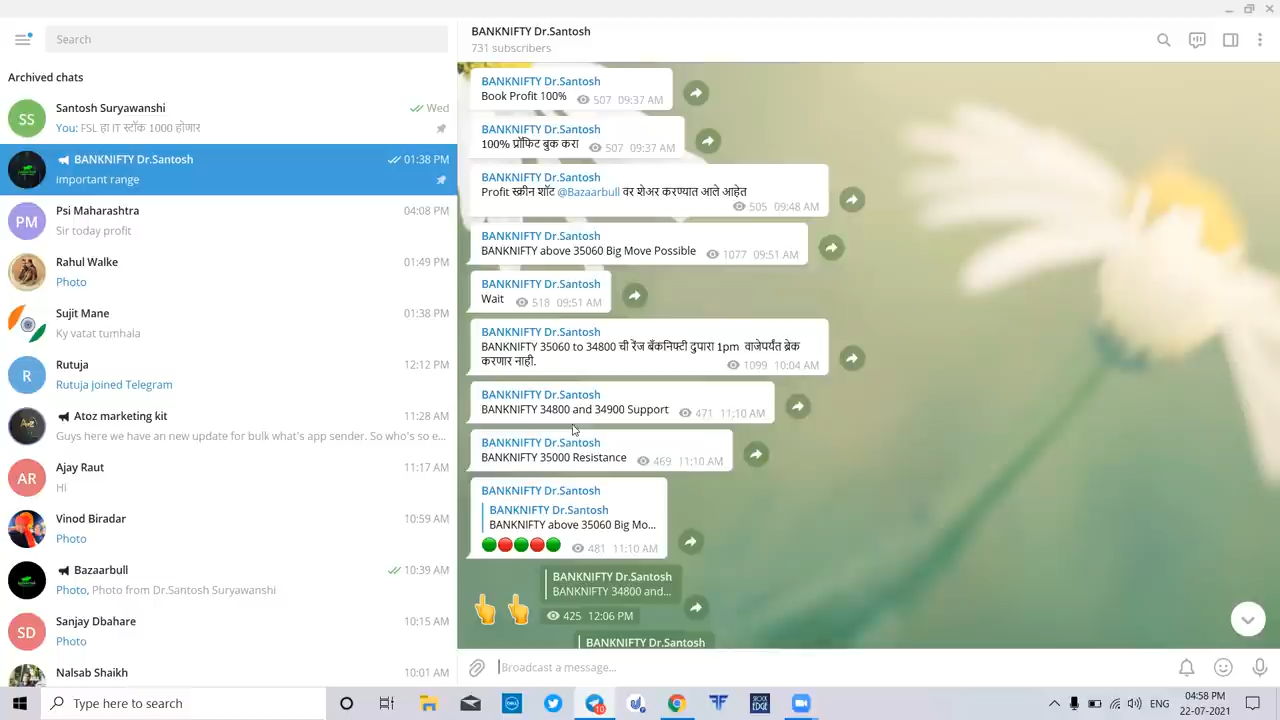 Search
Archived chats
SS
Santosh Suryawanshi
Wed
You: FSL हा IT स्टॉक 1000 होणार
BANKNIFTY Dr.Santosh
01:38 PM
important range
PM
Psi Maharashtra
04:08 PM
Sir today profit
Rahul Walke
01:49 PM
Photo
Sujit Mane
01:38 PM
Ky vatat tumhala
R
Rutuja
12:12 PM
Rutuja joined Telegram
A-Z
Atoz marketing kit
11:28 AM
Guys here we have an new update for bulk what's app sender. So who's so e...
AR
Ajay Raut
11:17 AM
Hi
Vinod Biradar
10:59 AM
Photo
Bazaarbull
10:39 AM
Photo, Photo from Dr.Santosh Suryawanshi
SD
Sanjay Dbahare
10:15 AM
Photo
Nalsab Shaikh
10:01 AM
BANKNIFTY Dr.Santosh
731 subscribers
BANKNIFTY Dr.Santosh
Book Profit 100% 507 09:37 AM
BANKNIFTY Dr.Santosh
100% प्रॉफिट बुक करा 507 09:37 AM
BANKNIFTY Dr.Santosh
Profit स्क्रीन शॉट @Bazaarbull वर शेअर करण्यात आले आहेत
505 09:48 AM
BANKNIFTY Dr.Santosh
BANKNIFTY above 35060 Big Move Possible 1077 09:51 AM
BANKNIFTY Dr.Santosh
Wait 518 09:51 AM
BANKNIFTY Dr.Santosh
BANKNIFTY 35060 to 34800 ची रेंज बँकनिफ्टी दुपारा 1pm वाजेपर्यंत ब्रेक
करणार नाही. 1099 10:04 AM
BANKNIFTY Dr.Santosh
BANKNIFTY 34800 and 34900 Support 471 11:10 AM
BANKNIFTY Dr.Santosh
BANKNIFTY 35000 Resistance 469 11:10 AM
BANKNIFTY Dr.Santosh
BANKNIFTY Dr.Santosh
BANKNIFTY above 35060 Big Mo...
481 11:10 AM
BANKNIFTY Dr.Santosh
BANKNIFTY 34800 and...
425 12:06 PM
BANKNIFTY Dr.Santosh
Broadcast a message...
Type here to search
DELL
10
STOCK
EDGE
ENG
04:58 PM
22-07-2021